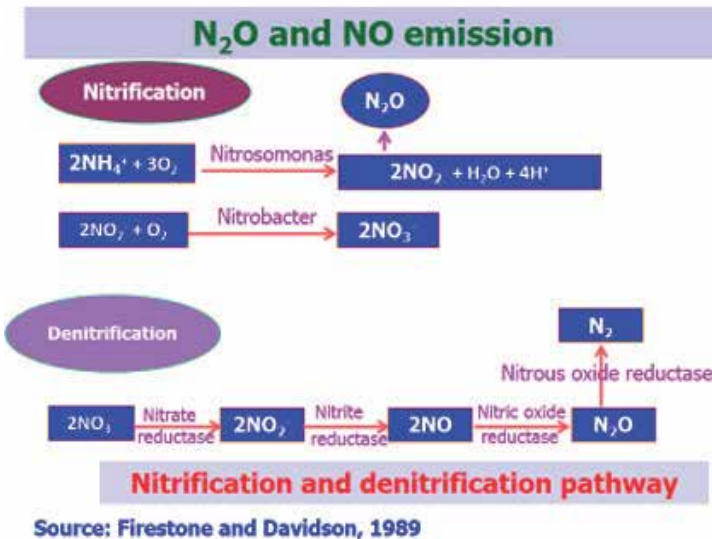 N₂O and NO emission
Nitrification
N₂O
2NH₄⁺ + 3O₂
Nitrosomonas
2NO₂ + H₂O + 4H⁺
2NO₂⁻ + O₂
Nitrobacter
2NO₃⁻
Denitrification
N₂
Nitrous oxide reductase
2NO₃
Nitrate
reductase
2NO₂⁻
Nitrite
reductase
2NO
Nitric oxide
reductase
N₂O
Nitrification and denitrification pathway
Source: Firestone and Davidson, 1989